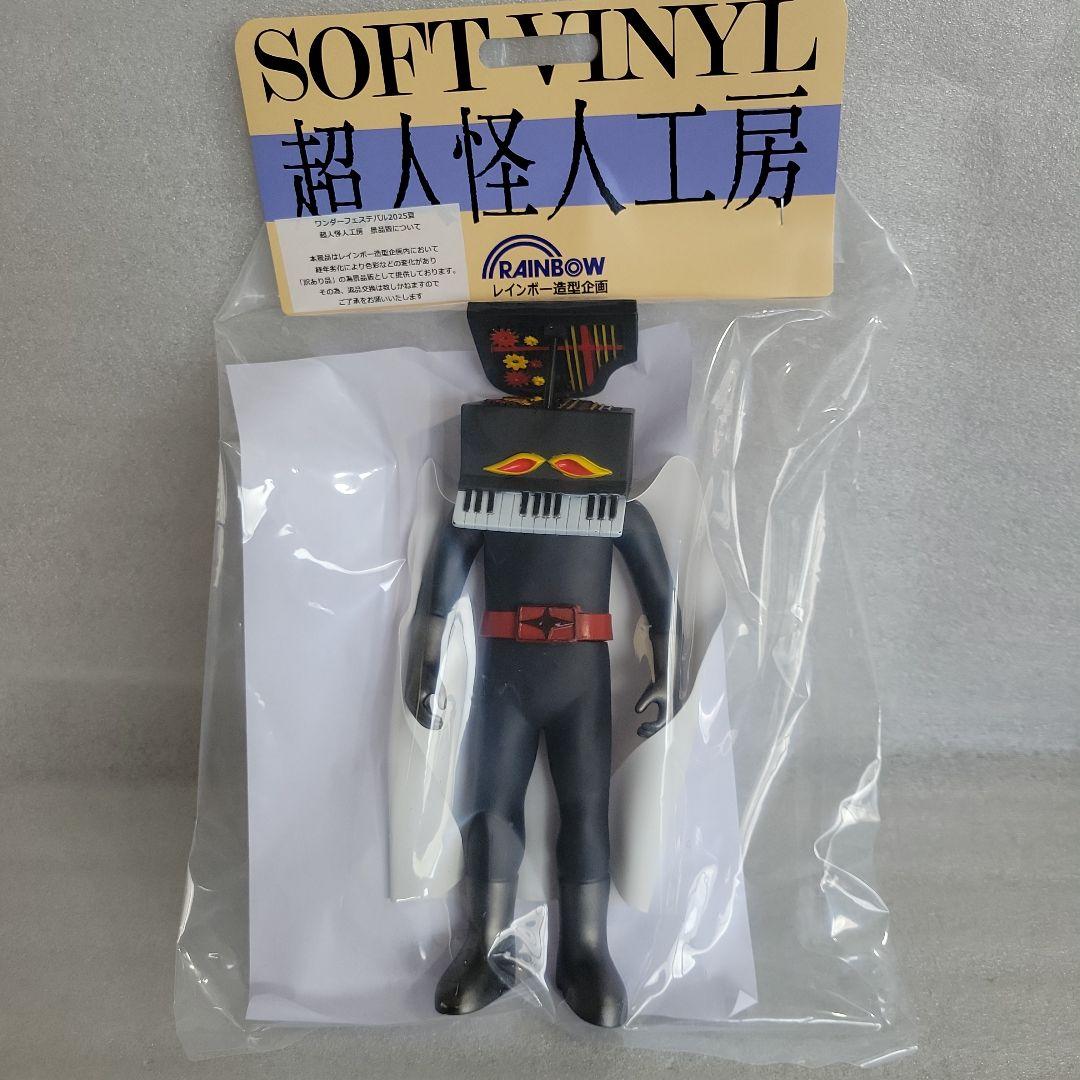 SOFT VINYL
超人怪人工房
ワンダーフェスティバル2025夏
超人怪人工房 景品版について
本景品はレインボー造型企画内において
経年劣化により色彩などの変化があり
「訳あり品」の為景品版として提供しております。
その為、返品交換は致しかねますので
ご了承をお願いいたします
RAINBOW
レインボー造型企画